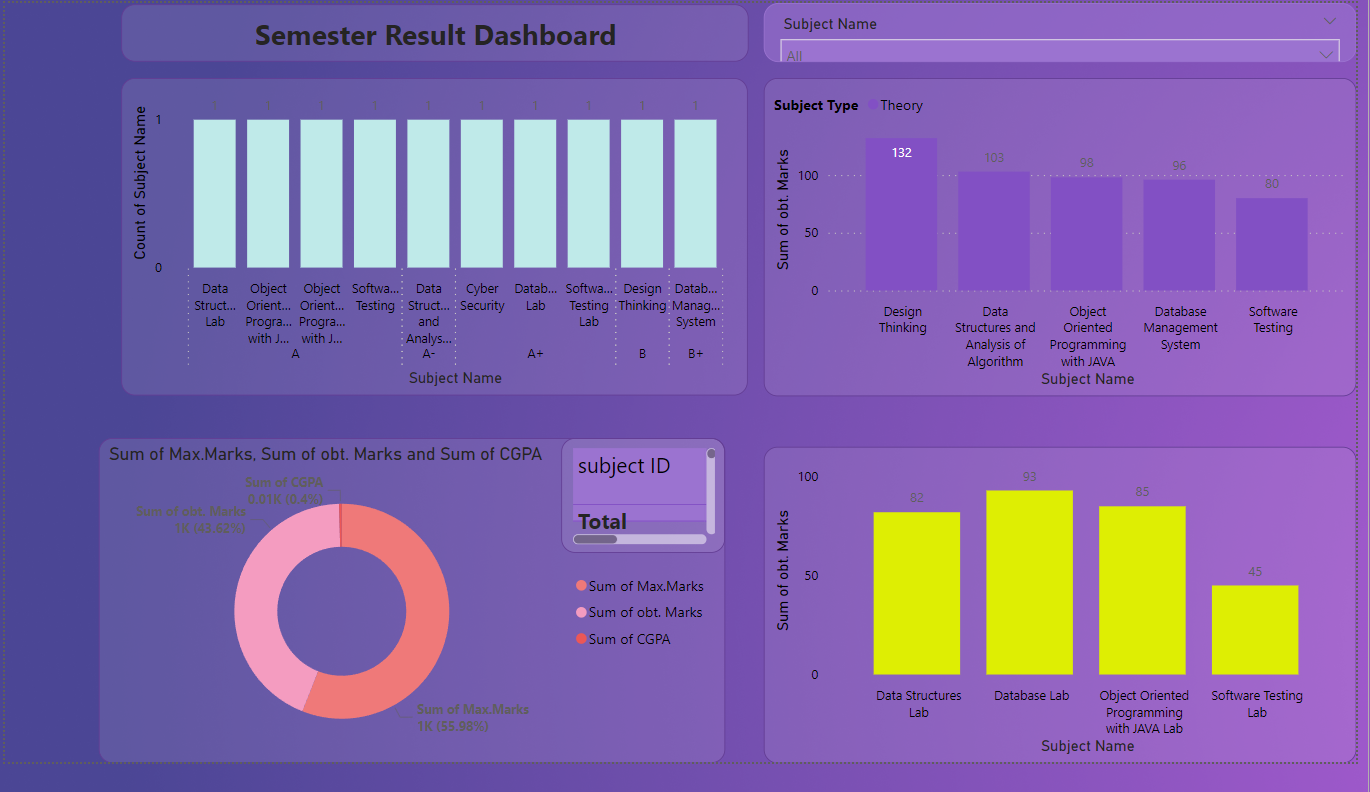 Semester Result Dashboard
Subject Name
All
Count of Subject Name
1
0
1 1 1 1 1 1 1 1 1 1
Data Struct... Lab
Object Orient... Progra... with J...
Object Orient... Progra... with J...
Softwa... Testing
Data Struct... and Analys...
Cyber Security
Datab... Lab
Softwa... Testing Lab
Design Thinking
Datab... Manag... System
A A- A+ B B+
Subject Name
Subject Type Theory
Sum of obt. Marks
100
50
0
132 103 98 96 80
Design Thinking
Data Structures and Analysis of Algorithm
Object Oriented Programming with JAVA
Database Management System
Software Testing
Subject Name
Sum of Max.Marks, Sum of obt. Marks and Sum of CGPA
Sum of CGPA
0.01K (0.4%)
Sum of obt. Marks
1K (43.62%)
Sum of Max.Marks
1K (55.98%)
subject ID
Total
Sum of Max.Marks
Sum of obt. Marks
Sum of CGPA
Sum of obt. Marks
100
50
0
82 93 85 45
Data Structures Lab
Database Lab
Object Oriented Programming with JAVA Lab
Software Testing Lab
Subject Name